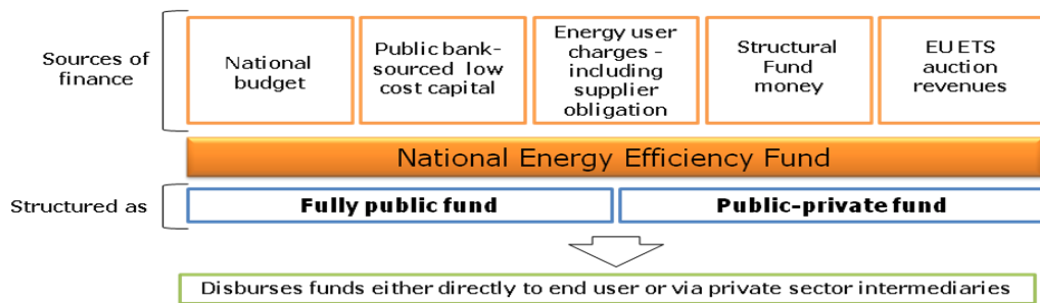 Sources of
finance
National
budget
Public bank-
sourced low
cost capital
Energy user
charges -
including
supplier
obligation
Structural
Fund
money
EU ETS
auction
revenues
National Energy Efficiency Fund
Structured as
Fully public fund
Public-private fund
Disburses funds either directly to end user or via private sector intermediaries